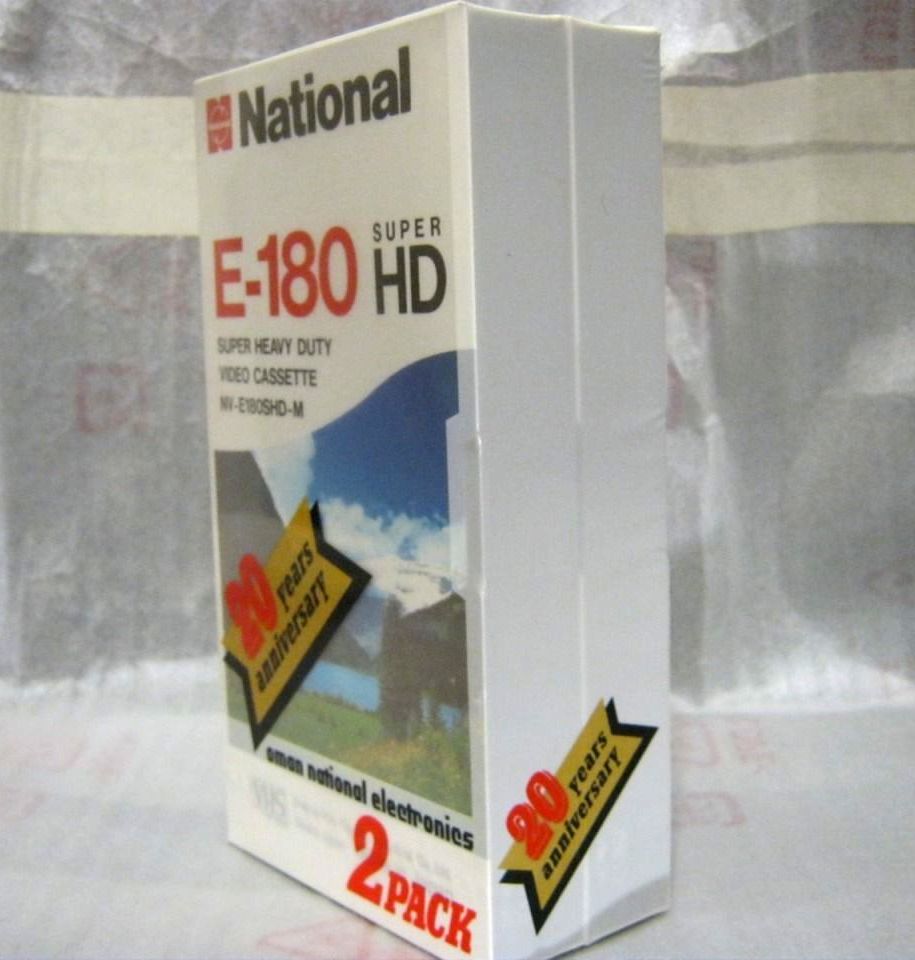 National
E-180
SUPER
HD
SUPER HEAVY DUTY
VIDEO CASSETTE
NV-E180SHD-M
20 years
anniversary
oman national electronics
VHS
2 PACK
20 years
anniversary